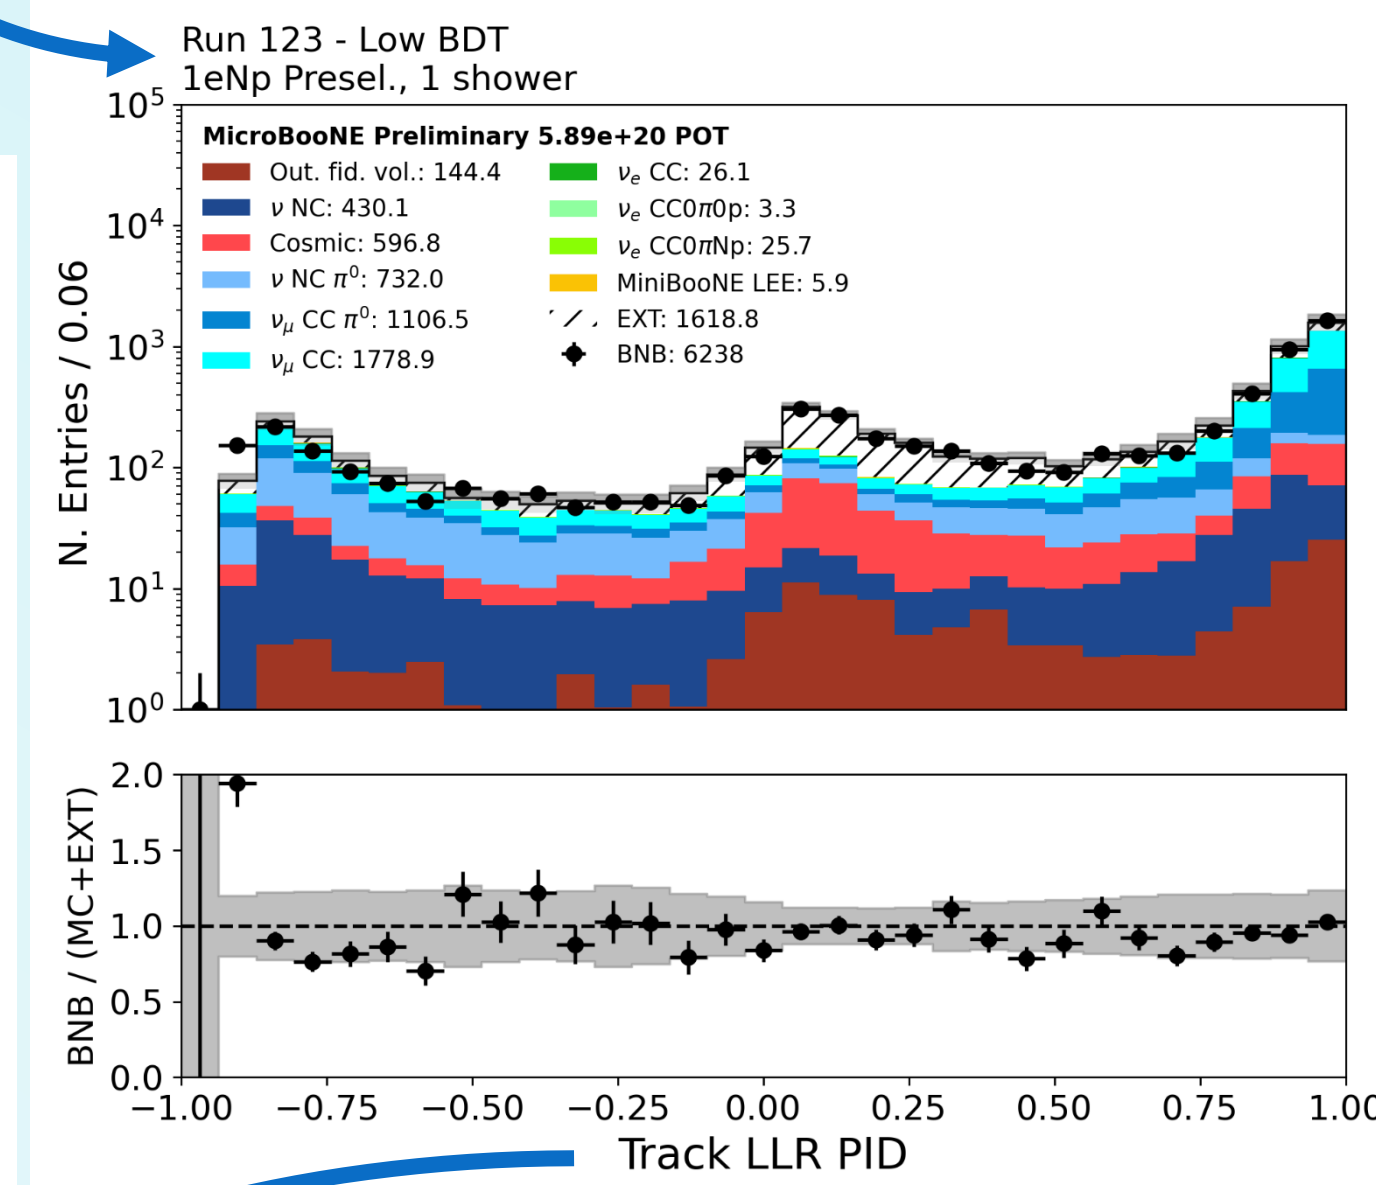 Run 123 - Low BDT
1eNp Presel., 1 shower
MicroBooNE Preliminary 5.89e+20 POT
Out. fid. vol.: 144.4
ν NC: 430.1
Cosmic: 596.8
ν NC π⁰: 732.0
ν_μ CC π⁰: 1106.5
ν_μ CC: 1778.9
ν_e CC: 26.1
ν_e CC0π0p: 3.3
ν_e CC0πNp: 25.7
MiniBooNE LEE: 5.9
EXT: 1618.8
BNB: 6238
N. Entries / 0.06
10⁵
10⁴
10³
10²
10¹
10⁰
BNB / (MC+EXT)
2.0
1.5
1.0
0.5
0.0
−1.00 −0.75 −0.50 −0.25 0.00 0.25 0.50 0.75 1.00
Track LLR PID